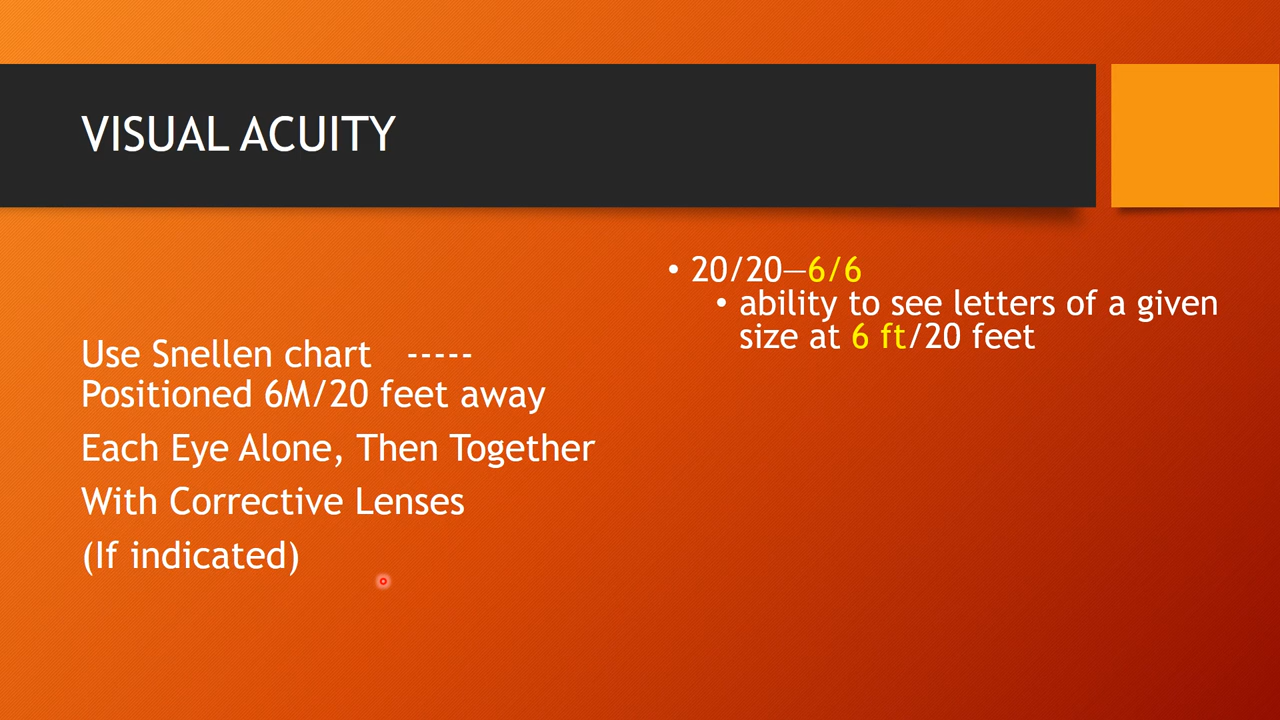 VISUAL ACUITY
Use Snellen chart -----
Positioned 6M/20 feet away
Each Eye Alone, Then Together
With Corrective Lenses
(If indicated)
• 20/20—6/6
• ability to see letters of a given
size at 6 ft/20 feet